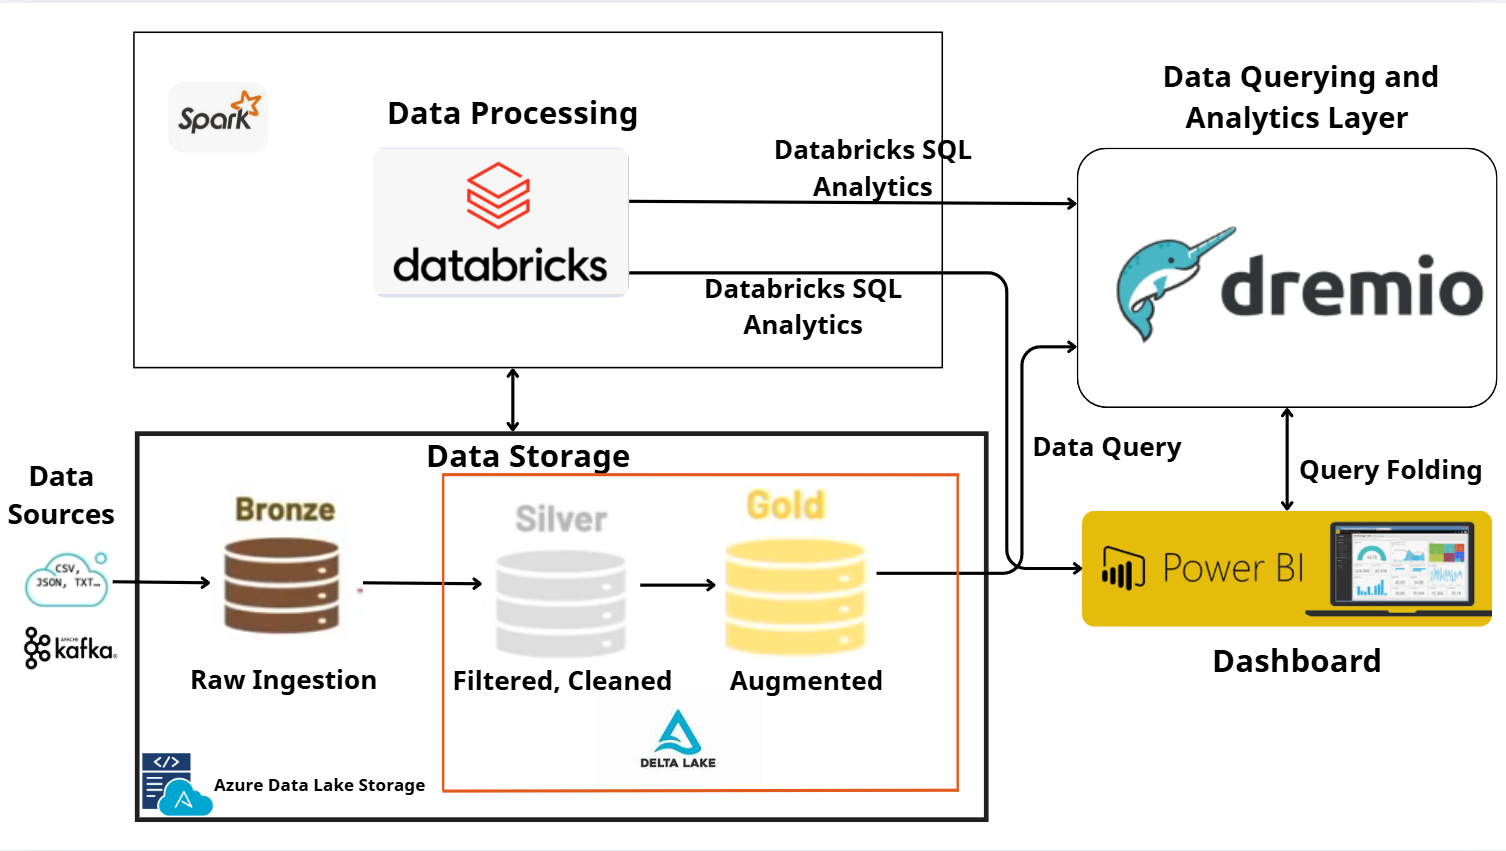 Spark
Data Processing
databricks
Databricks SQL
Analytics
Databricks SQL
Analytics
Data Querying and
Analytics Layer
dremio
Data Query
Query Folding
Power BI
Dashboard
Data
Sources
CSV,
JSON, TXT...
APACHE
kafka®
Data Storage
Bronze
Silver
Gold
Raw Ingestion
Filtered, Cleaned
Augmented
DELTA LAKE
</>
Azure Data Lake Storage